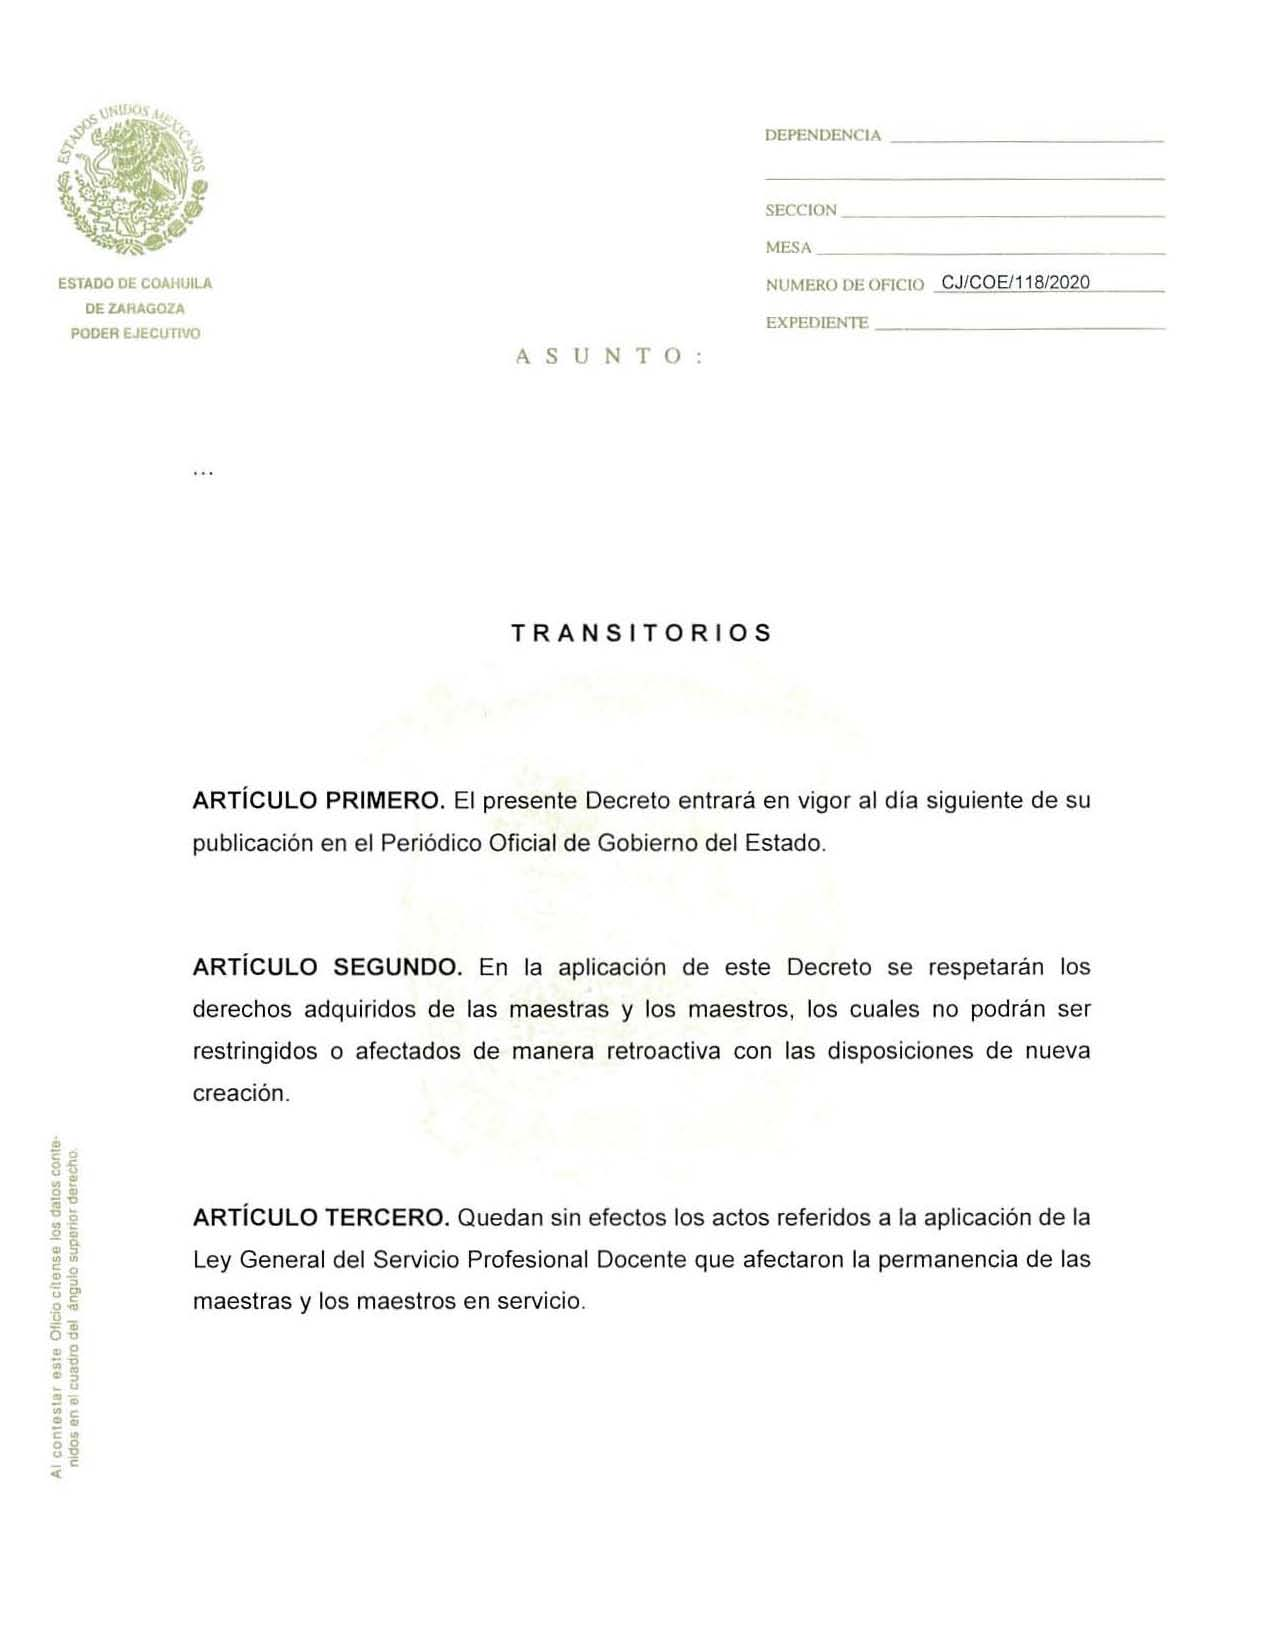 ESTADOS UNIDOS MEXICANOS
ESTADO DE COAHUILA
DE ZARAGOZA
PODER EJECUTIVO
DEPENDENCIA
SECCION
MESA
NUMERO DE OFICIO CJ/COE/118/2020
EXPEDIENTE
ASUNTO:
...
TRANSITORIOS
ARTÍCULO PRIMERO. El presente Decreto entrará en vigor al día siguiente de su
publicación en el Periódico Oficial de Gobierno del Estado.
ARTÍCULO SEGUNDO. En la aplicación de este Decreto se respetarán los
derechos adquiridos de las maestras y los maestros, los cuales no podrán ser
restringidos o afectados de manera retroactiva con las disposiciones de nueva
creación.
ARTÍCULO TERCERO. Quedan sin efectos los actos referidos a la aplicación de la
Ley General del Servicio Profesional Docente que afectaron la permanencia de las
maestras y los maestros en servicio.
Al contestar este Oficio cítense los datos conte-
nidos en el cuadro del ángulo superior derecho.